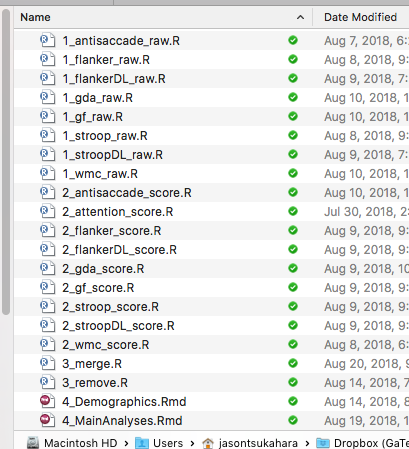 Name Date Modified
1_antisaccade_raw.R Aug 7, 2018, 6:
1_flanker_raw.R Aug 8, 2018, 9:
1_flankerDL_raw.R Aug 9, 2018, 7:
1_gda_raw.R Aug 10, 2018, 1
1_gf_raw.R Aug 10, 2018, 1
1_stroop_raw.R Aug 8, 2018, 9:
1_stroopDL_raw.R Aug 9, 2018, 7:
1_wmc_raw.R Aug 10, 2018, 1
2_antisaccade_score.R Aug 10, 2018, 1
2_attention_score.R Jul 30, 2018, 2
2_flanker_score.R Aug 9, 2018, 9:
2_flankerDL_score.R Aug 9, 2018, 9:
2_gda_score.R Aug 9, 2018, 10
2_gf_score.R Aug 9, 2018, 9:
2_stroop_score.R Aug 9, 2018, 9:
2_stroopDL_score.R Aug 9, 2018, 9:
2_wmc_score.R Aug 8, 2018, 6:
3_merge.R Aug 20, 2018, 9
3_remove.R Aug 14, 2018, 7
4_Demographics.Rmd Aug 14, 2018, 8
4_MainAnalyses.Rmd Aug 19, 2018, 1
Macintosh HD › Users › jasontsukahara › Dropbox (GaTe